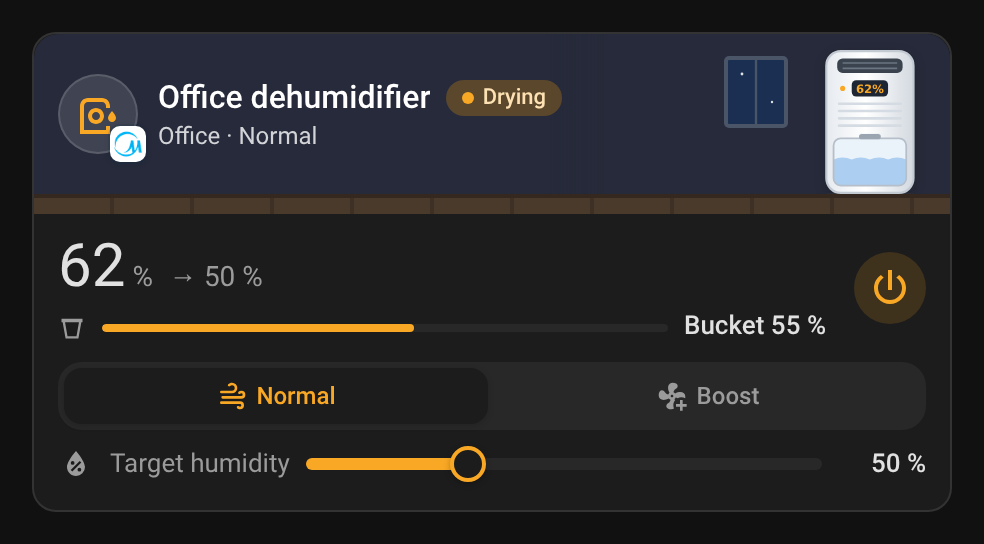 Office dehumidifier
Drying
Office · Normal
62%
62 % → 50 %
Bucket 55 %
Normal
Boost
Target humidity
50 %